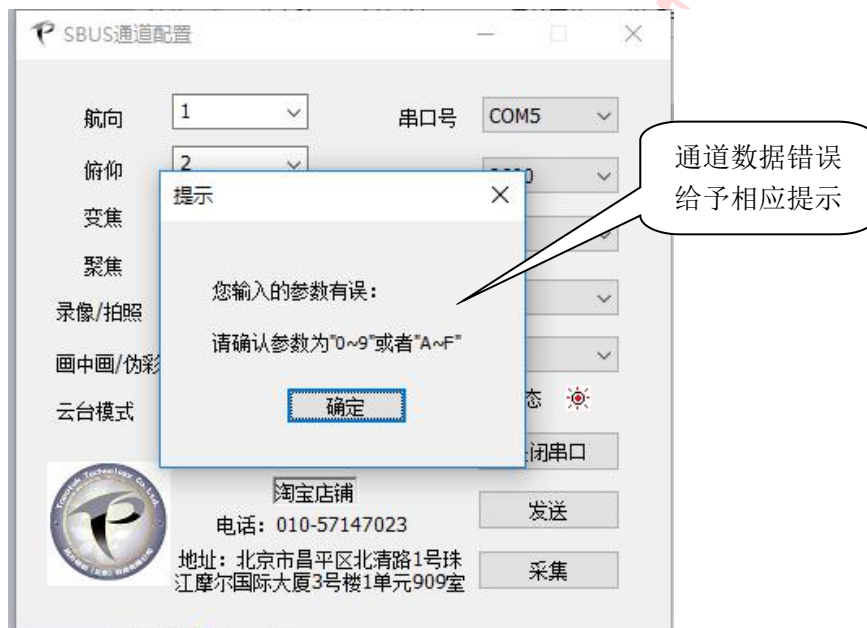 SBUS通道配置
航向
1
串口号
COM5
俯仰
2
变焦
聚焦
录像/拍照
画中画/伪彩
云台模式
提示
您输入的参数有误：
请确认参数为"0~9"或者"A~F"
确定
通道数据错误
给予相应提示
态
闭串口
发送
采集
淘宝店铺
电话：010-57147023
地址：北京市昌平区北清路1号珠
江摩尔国际大厦3号楼1单元909室